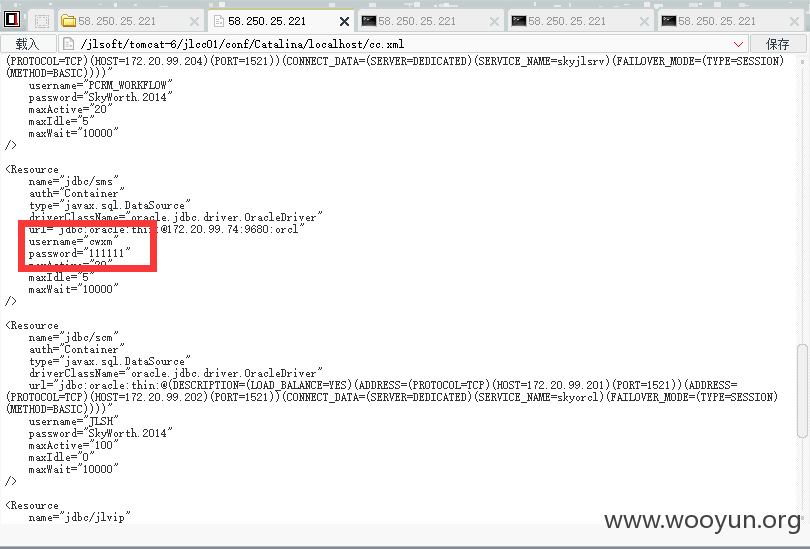 58.250.25.221
58.250.25.221
58.250.25.221
58.250.25.221
58.250.25.221
载入
/jlsoft/tomcat-6/jlcc01/conf/Catalina/localhost/cc.xml
保存
(PROTOCOL=TCP)(HOST=172.20.99.204)(PORT=1521))(CONNECT_DATA=(SERVER=DEDICATED)(SERVICE_NAME=skyjlsrv)(FAILOVER_MODE=(TYPE=SESSION)
(METHOD=BASIC))))"
username="PCRM_WORKFLOW"
password="SkyWorth.2014"
maxActive="20"
maxIdle="5"
maxWait="10000"
/>
<Resource
name="jdbc/sms"
auth="Container"
type="javax.sql.DataSource"
driverClassName="oracle.jdbc.driver.OracleDriver"
url="jdbc:oracle:thin:@172.20.99.74:9680:orcl"
username="cwxm"
password="111111"
maxActive="20"
maxIdle="5"
maxWait="10000"
/>
<Resource
name="jdbc/scm"
auth="Container"
type="javax.sql.DataSource"
driverClassName="oracle.jdbc.driver.OracleDriver"
url="jdbc:oracle:thin:@(DESCRIPTION=(LOAD_BALANCE=YES)(ADDRESS=(PROTOCOL=TCP)(HOST=172.20.99.201)(PORT=1521))(ADDRESS=
(PROTOCOL=TCP)(HOST=172.20.99.202)(PORT=1521))(CONNECT_DATA=(SERVER=DEDICATED)(SERVICE_NAME=skyorcl)(FAILOVER_MODE=(TYPE=SESSION)
(METHOD=BASIC))))"
username="JLSH"
password="SkyWorth.2014"
maxActive="100"
maxIdle="0"
maxWait="10000"
/>
<Resource
name="jdbc/jlvip"
www.wooyun.org